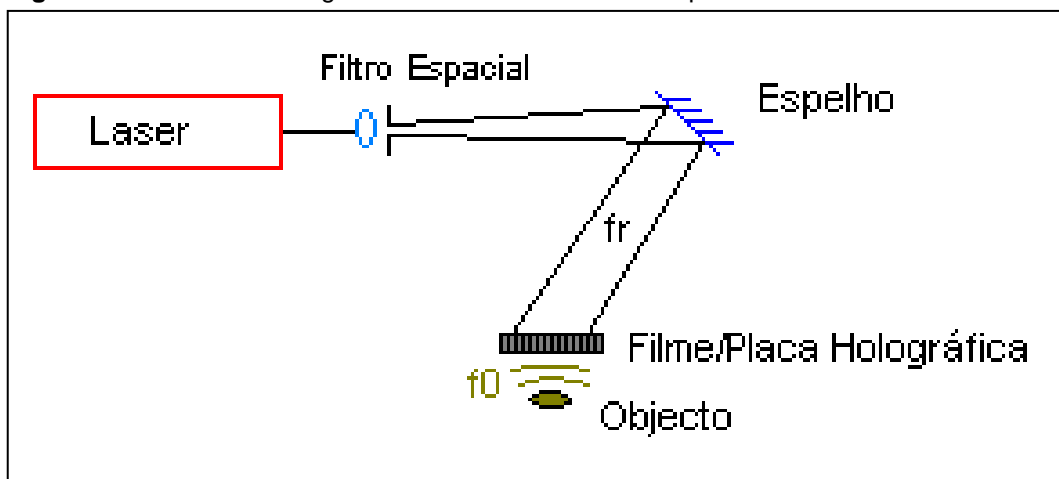 Filtro Espacial
Espelho
Laser
fr
Filme/Placa Holográfica
f0
Objecto